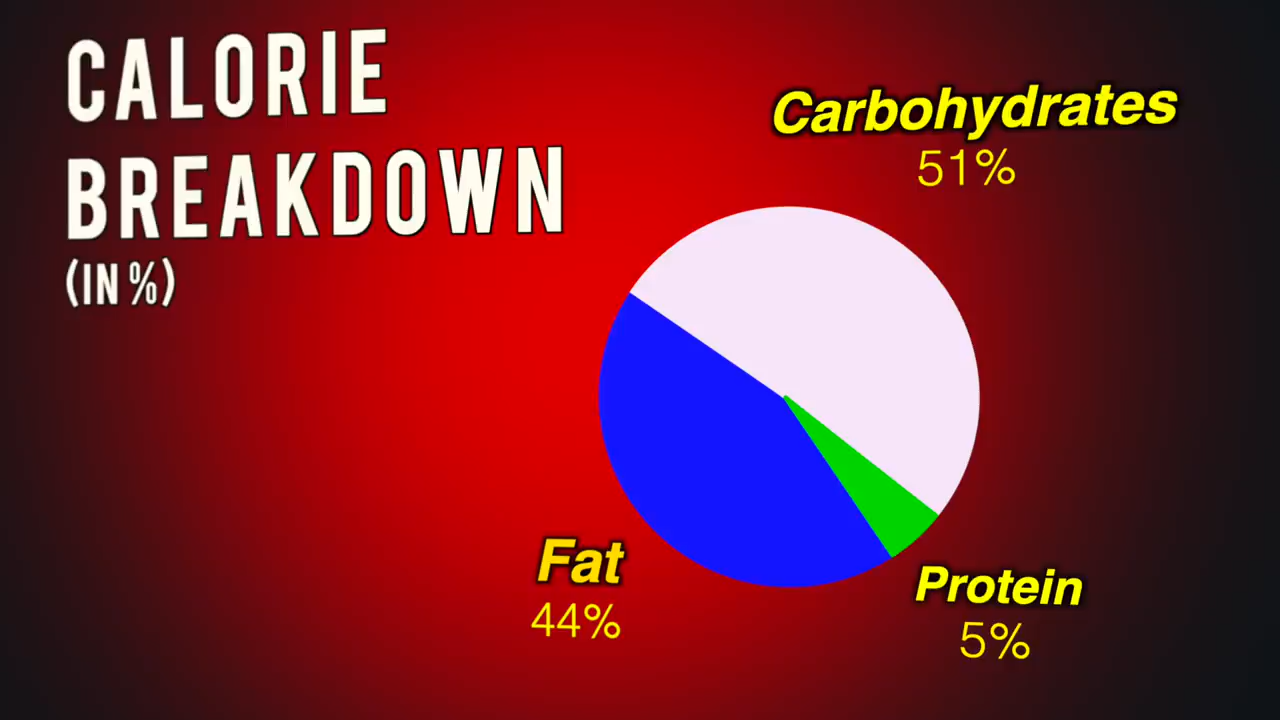 CALORIE
BREAKDOWN
(IN %)
Carbohydrates
51%
Fat
44%
Protein
5%